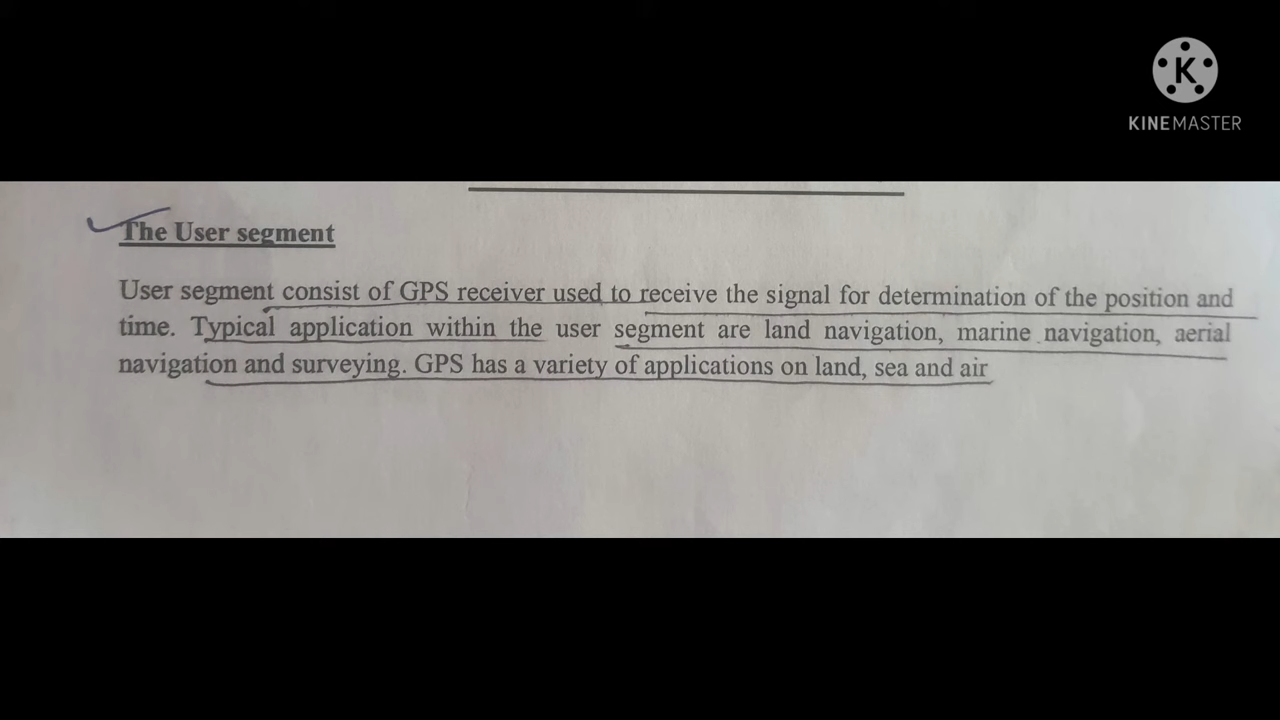 K
KINEMASTER
The User segment
User segment consist of GPS receiver used to receive the signal for determination of the position and
time. Typical application within the user segment are land navigation, marine navigation, aerial
navigation and surveying. GPS has a variety of applications on land, sea and air